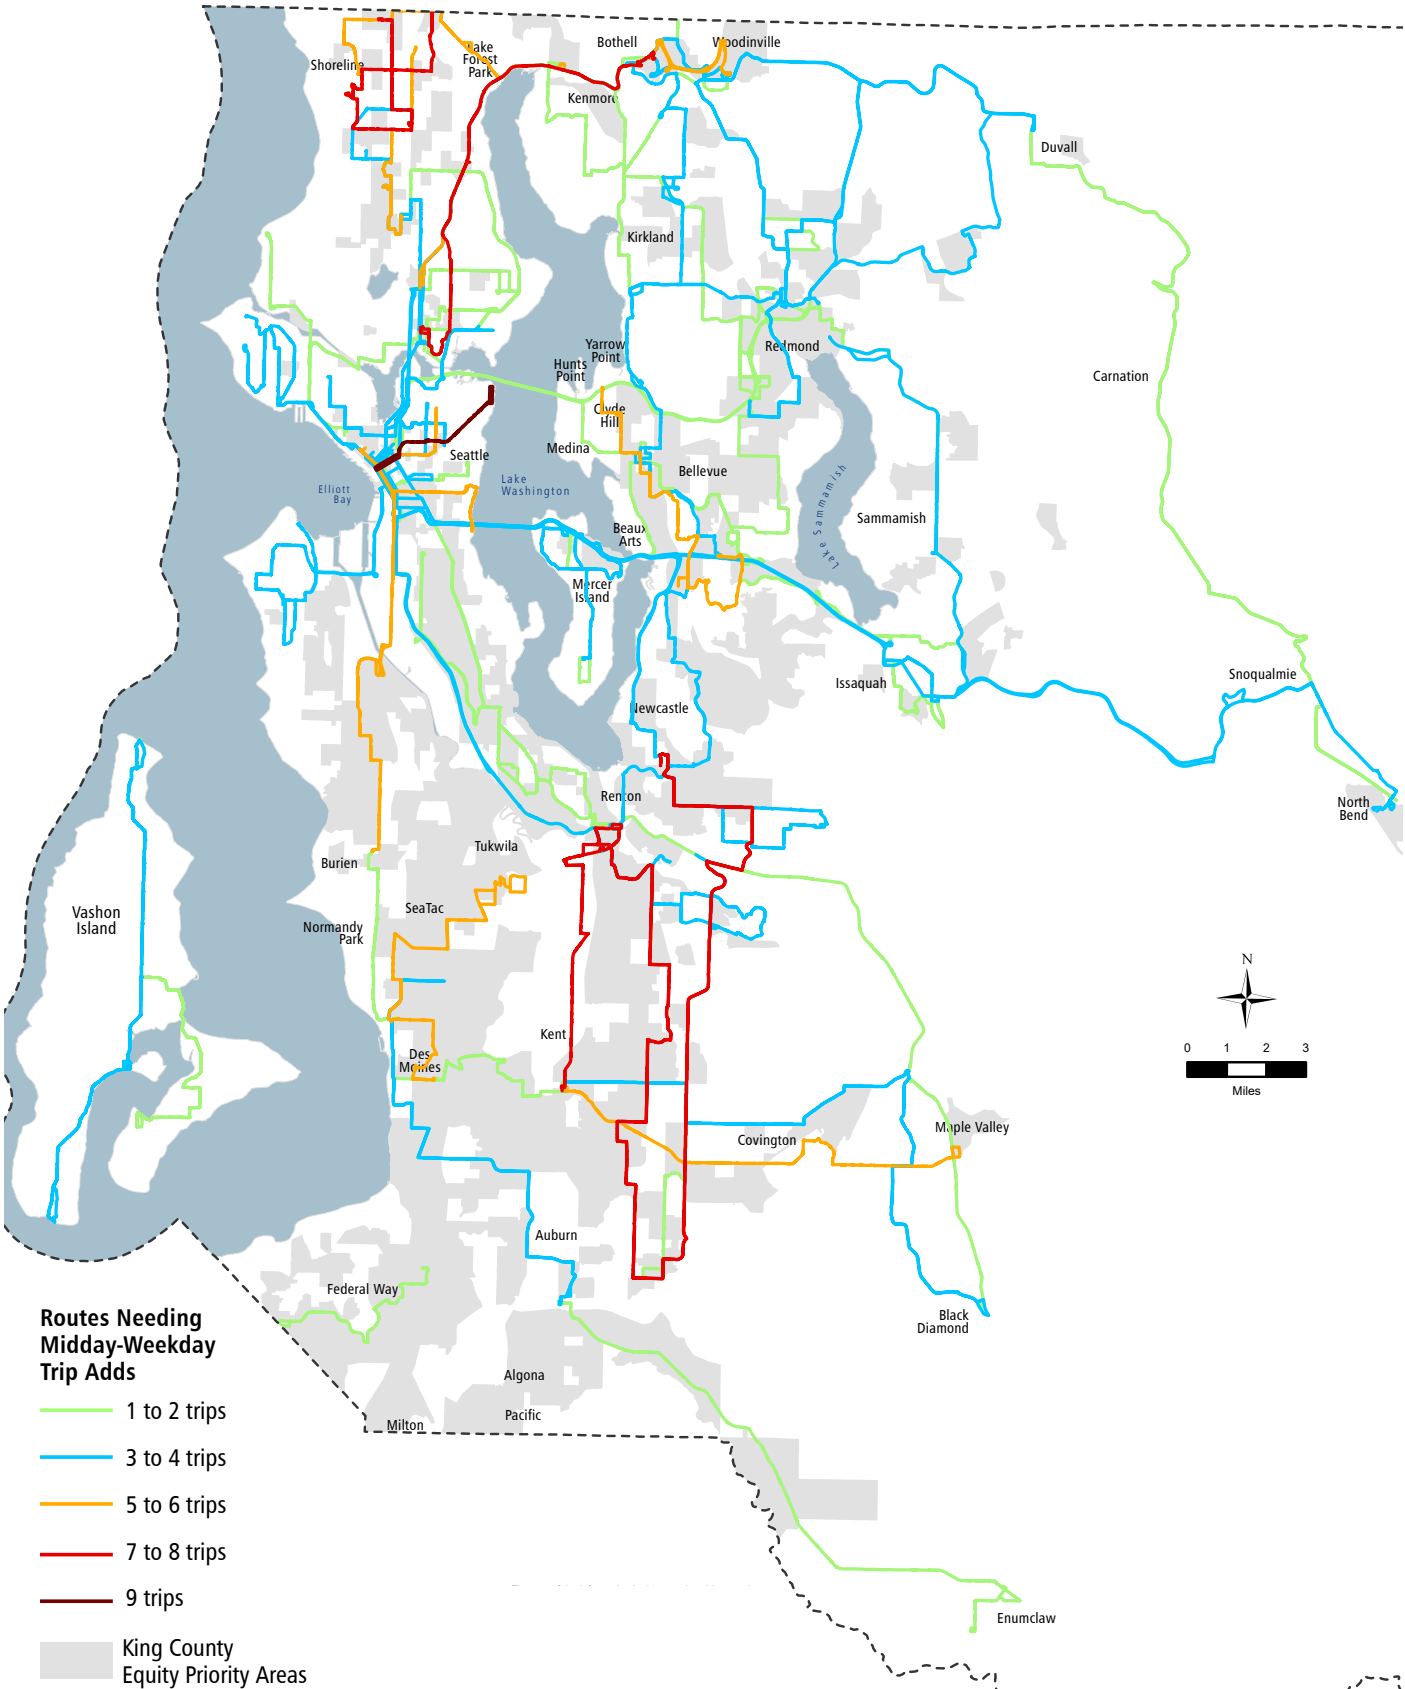 Bothell
Woodinville
Lake
Forest
Park
Shoreline
Kenmore
Duvall
Kirkland
Yarrow
Point
Hunts
Point
Redmond
Carnation
Clyde
Hill
Medina
Seattle
Bellevue
Elliott
Bay
Lake
Washington
Lake Sammamish
Sammamish
Beaux
Arts
Mercer
Island
Issaquah
Snoqualmie
Newcastle
Renton
North
Bend
Tukwila
Burien
SeaTac
Vashon
Island
Normandy
Park
N
Kent
0 1 2 3
Miles
Des
Moines
Covington
Maple Valley
Auburn
Federal Way
Black
Diamond
Algona
Pacific
Milton
Enumclaw
Routes Needing
Midday-Weekday
Trip Adds
1 to 2 trips
3 to 4 trips
5 to 6 trips
7 to 8 trips
9 trips
King County
Equity Priority Areas